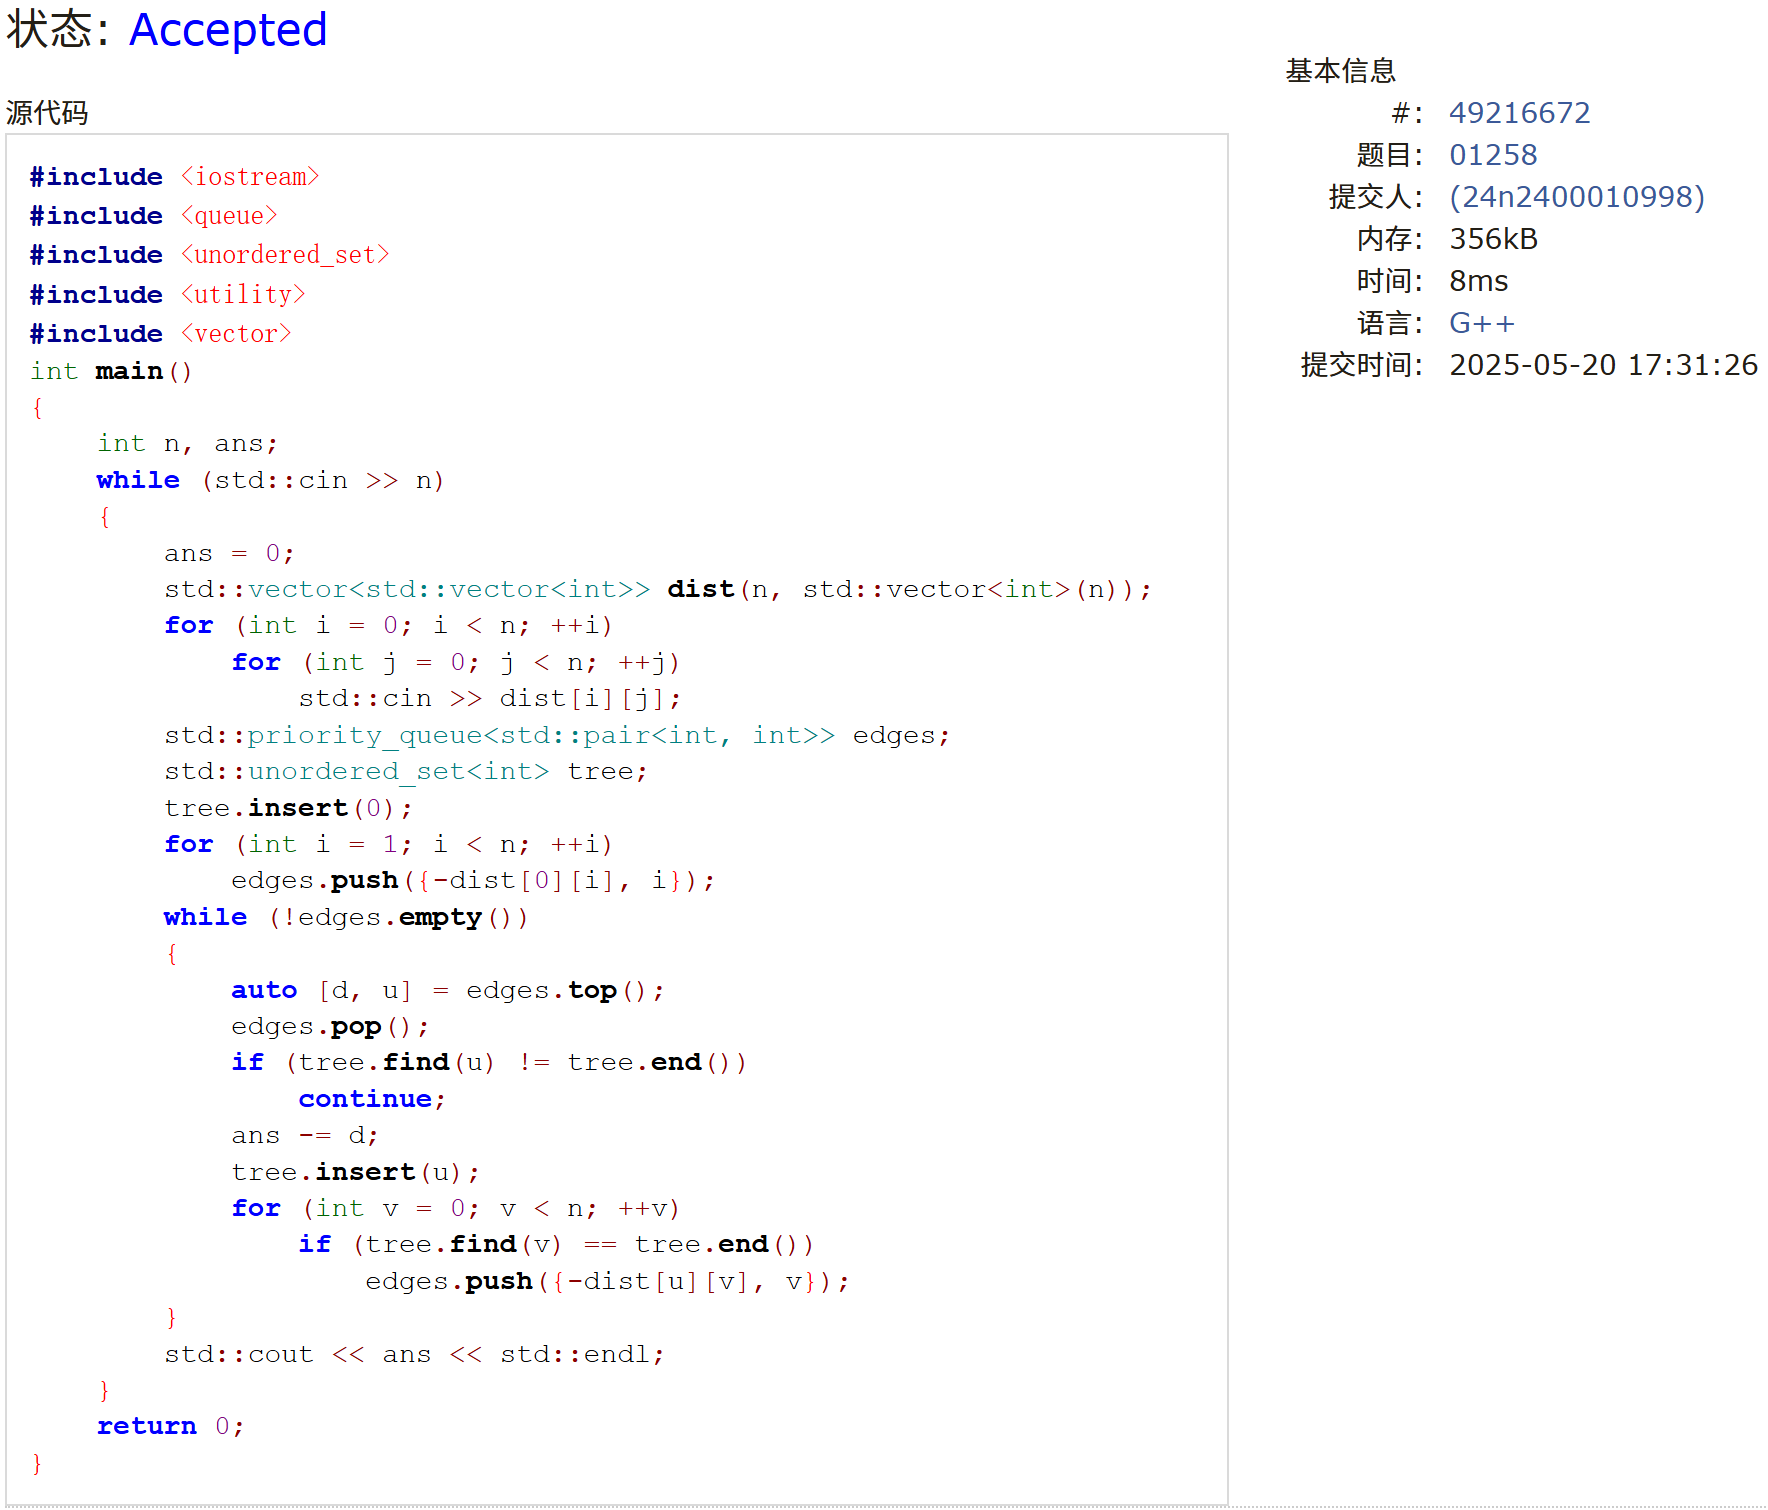 状态: Accepted
源代码
#include <iostream>
#include <queue>
#include <unordered_set>
#include <utility>
#include <vector>
int main()
{
    int n, ans;
    while (std::cin >> n)
    {
        ans = 0;
        std::vector<std::vector<int>> dist(n, std::vector<int>(n));
        for (int i = 0; i < n; ++i)
            for (int j = 0; j < n; ++j)
                std::cin >> dist[i][j];
        std::priority_queue<std::pair<int, int>> edges;
        std::unordered_set<int> tree;
        tree.insert(0);
        for (int i = 1; i < n; ++i)
            edges.push({-dist[0][i], i});
        while (!edges.empty())
        {
            auto [d, u] = edges.top();
            edges.pop();
            if (tree.find(u) != tree.end())
                continue;
            ans -= d;
            tree.insert(u);
            for (int v = 0; v < n; ++v)
                if (tree.find(v) == tree.end())
                    edges.push({-dist[u][v], v});
        }
        std::cout << ans << std::endl;
    }
    return 0;
}
基本信息
#: 49216672
题目: 01258
提交人: (24n2400010998)
内存: 356kB
时间: 8ms
语言: G++
提交时间: 2025-05-20 17:31:26